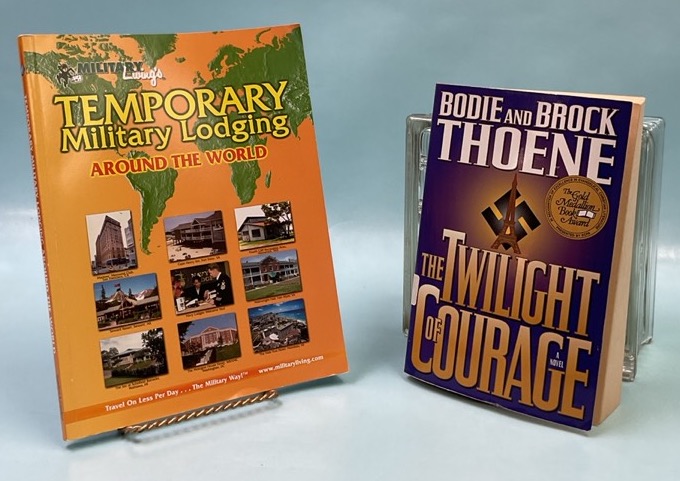 MILITARY
Living's
TEMPORARY
Military Lodging
AROUND THE WORLD
Travel On Less Per Day . . . The Military Way!™ www.militaryliving.com
BODIE AND BROCK
THOENE
The
Gold
Medallion
Book
Award
THE
TWILIGHT
OF
COURAGE
A
NOVEL